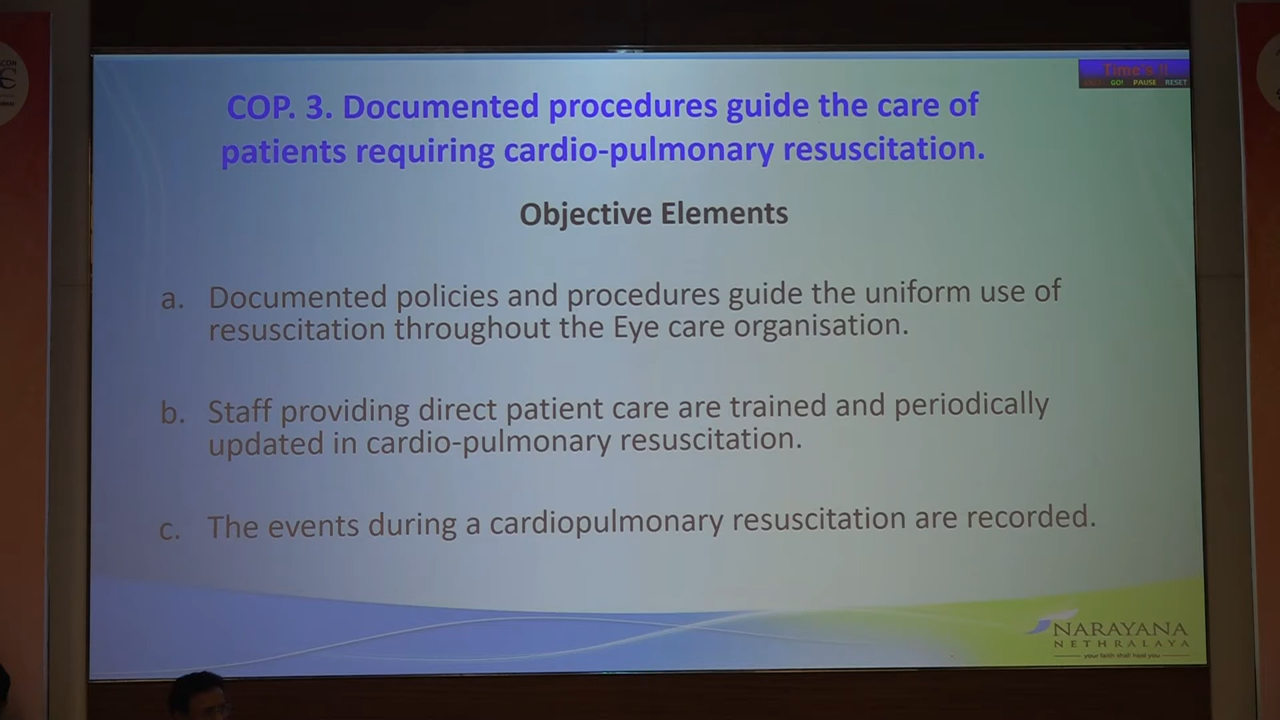 Time's !!
GO! PAUSE RESET
COP. 3. Documented procedures guide the care of
patients requiring cardio-pulmonary resuscitation.
Objective Elements
a. Documented policies and procedures guide the uniform use of
resuscitation throughout the Eye care organisation.
b. Staff providing direct patient care are trained and periodically
updated in cardio-pulmonary resuscitation.
c. The events during a cardiopulmonary resuscitation are recorded.
NARAYANA
NETHRALAYA
your faith shall heal you